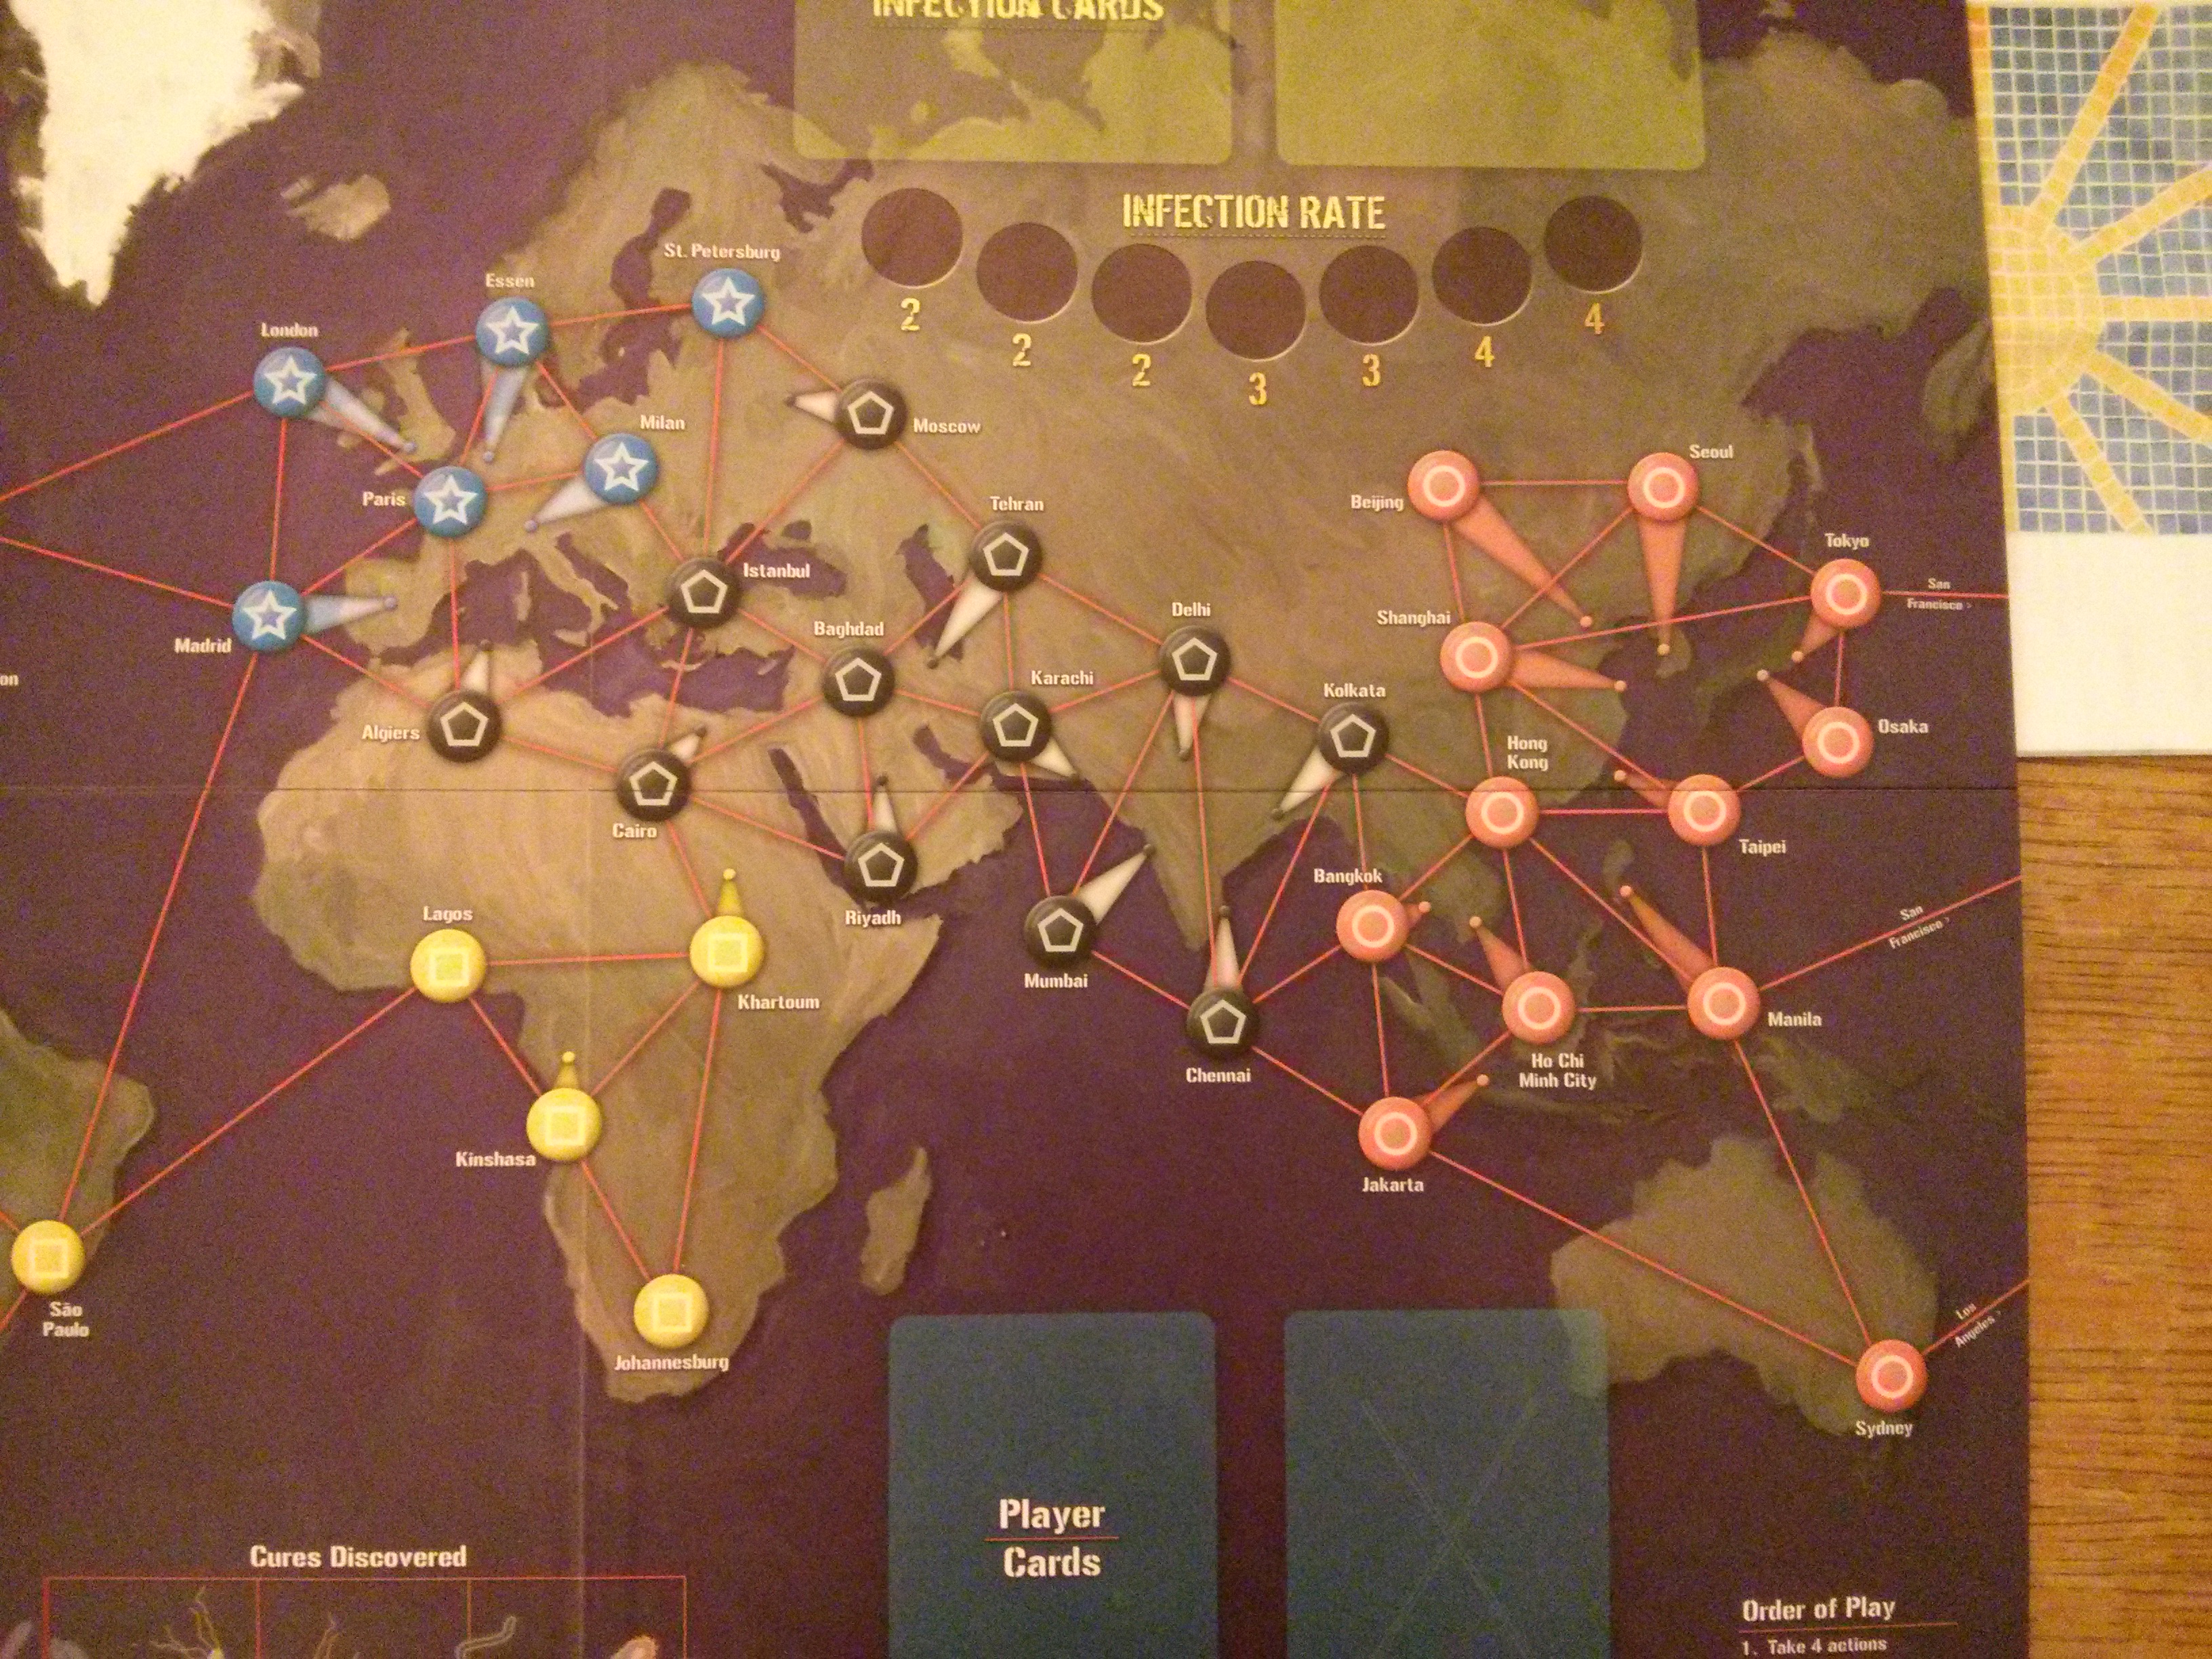 INFECTION CARDS
INFECTION RATE
2
2
2
3
3
4
4
St. Petersburg
Essen
London
Milan
Moscow
Paris
Seoul
Beijing
Tehran
Tokyo
Istanbul
San
Francisco >
Delhi
Shanghai
Baghdad
Madrid
on
Karachi
Kolkata
Osaka
Algiers
Hong
Kong
Cairo
Taipei
Bangkok
Lagos
Riyadh
San
Francisco >
Mumbai
Khartoum
Manila
Ho Chi
Minh City
Chennai
Kinshasa
Jakarta
São
Paulo
Los
Angeles >
Johannesburg
Sydney
Player
Cards
Cures Discovered
Order of Play
1. Take 4 actions